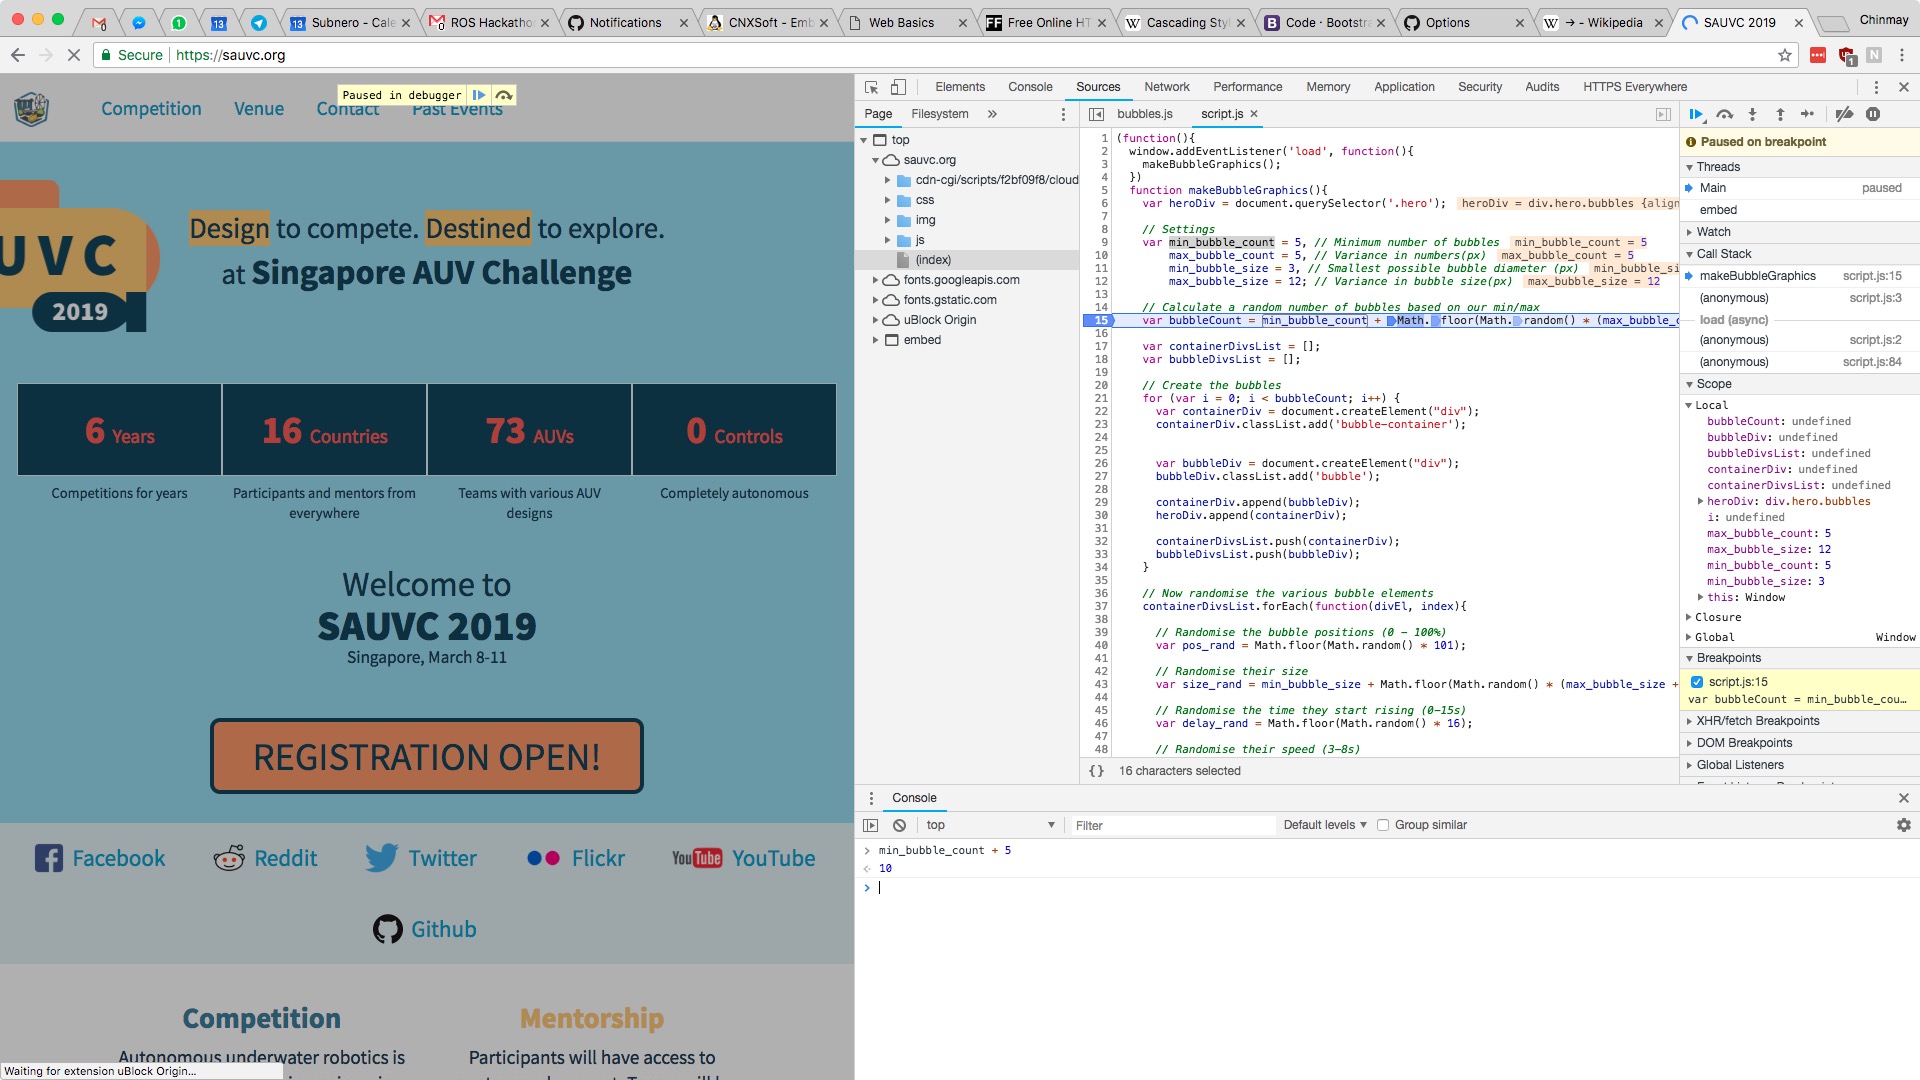 Subnero - Cale
ROS Hackatho
Notifications
CNXSoft - Emb
Web Basics
Free Online HT
Cascading Sty
Code · Bootstra
Options
→ - Wikipedia
SAUVC 2019
Chinmay
Secure
https://sauvc.org
Competition
Venue
Contact
Past Events
Paused in debugger
UVC
2019
Design to compete. Destined to explore.
at Singapore AUV Challenge
6 Years
16 Countries
73 AUVs
0 Controls
Competitions for years
Participants and mentors from
everywhere
Teams with various AUV
designs
Completely autonomous
Welcome to
SAUVC 2019
Singapore, March 8-11
REGISTRATION OPEN!
Facebook
Reddit
Twitter
Flickr
YouTube
Github
Competition
Autonomous underwater robotics is
Mentorship
Participants will have access to
Waiting for extension uBlock Origin...
Elements
Console
Sources
Network
Performance
Memory
Application
Security
Audits
HTTPS Everywhere
Page
Filesystem
top
sauvc.org
cdn-cgi/scripts/f2bf09f8/cloud
css
img
js
(index)
fonts.googleapis.com
fonts.gstatic.com
uBlock Origin
embed
bubbles.js
script.js
1 (function(){
2 window.addEventListener('load', function(){
3 makeBubbleGraphics();
4 })
5 function makeBubbleGraphics(){
6 var heroDiv = document.querySelector('.hero'); heroDiv = div.hero.bubbles {align
7
8 // Settings
9 var min_bubble_count = 5, // Minimum number of bubbles min_bubble_count = 5
10 max_bubble_count = 5, // Variance in numbers(px) max_bubble_count = 5
11 min_bubble_size = 3, // Smallest possible bubble diameter (px) min_bubble_si
12 max_bubble_size = 12; // Variance in bubble size(px) max_bubble_size = 12
13
14 // Calculate a random number of bubbles based on our min/max
15 var bubbleCount = min_bubble_count + Math.floor(Math.random() * (max_bubble_c
16
17 var containerDivsList = [];
18 var bubbleDivsList = [];
19
20 // Create the bubbles
21 for (var i = 0; i < bubbleCount; i++) {
22 var containerDiv = document.createElement("div");
23 containerDiv.classList.add('bubble-container');
24
25
26 var bubbleDiv = document.createElement("div");
27 bubbleDiv.classList.add('bubble');
28
29 containerDiv.append(bubbleDiv);
30 heroDiv.append(containerDiv);
31
32 containerDivsList.push(containerDiv);
33 bubbleDivsList.push(bubbleDiv);
34 }
35
36 // Now randomise the various bubble elements
37 containerDivsList.forEach(function(divEl, index){
38
39 // Randomise the bubble positions (0 - 100%)
40 var pos_rand = Math.floor(Math.random() * 101);
41
42 // Randomise their size
43 var size_rand = min_bubble_size + Math.floor(Math.random() * (max_bubble_size +
44
45 // Randomise the time they start rising (0-15s)
46 var delay_rand = Math.floor(Math.random() * 16);
47
48 // Randomise their speed (3-8s)
{} 16 characters selected
Paused on breakpoint
Threads
Main paused
embed
Watch
Call Stack
makeBubbleGraphics script.js:15
(anonymous) script.js:3
load (async)
(anonymous) script.js:2
(anonymous) script.js:84
Scope
Local
bubbleCount: undefined
bubbleDiv: undefined
bubbleDivsList: undefined
containerDiv: undefined
containerDivsList: undefined
heroDiv: div.hero.bubbles
i: undefined
max_bubble_count: 5
max_bubble_size: 12
min_bubble_count: 5
min_bubble_size: 3
this: Window
Closure
Global Window
Breakpoints
script.js:15
var bubbleCount = min_bubble_cou…
XHR/fetch Breakpoints
DOM Breakpoints
Global Listeners
Console
top
Filter
Default levels
Group similar
min_bubble_count + 5
10